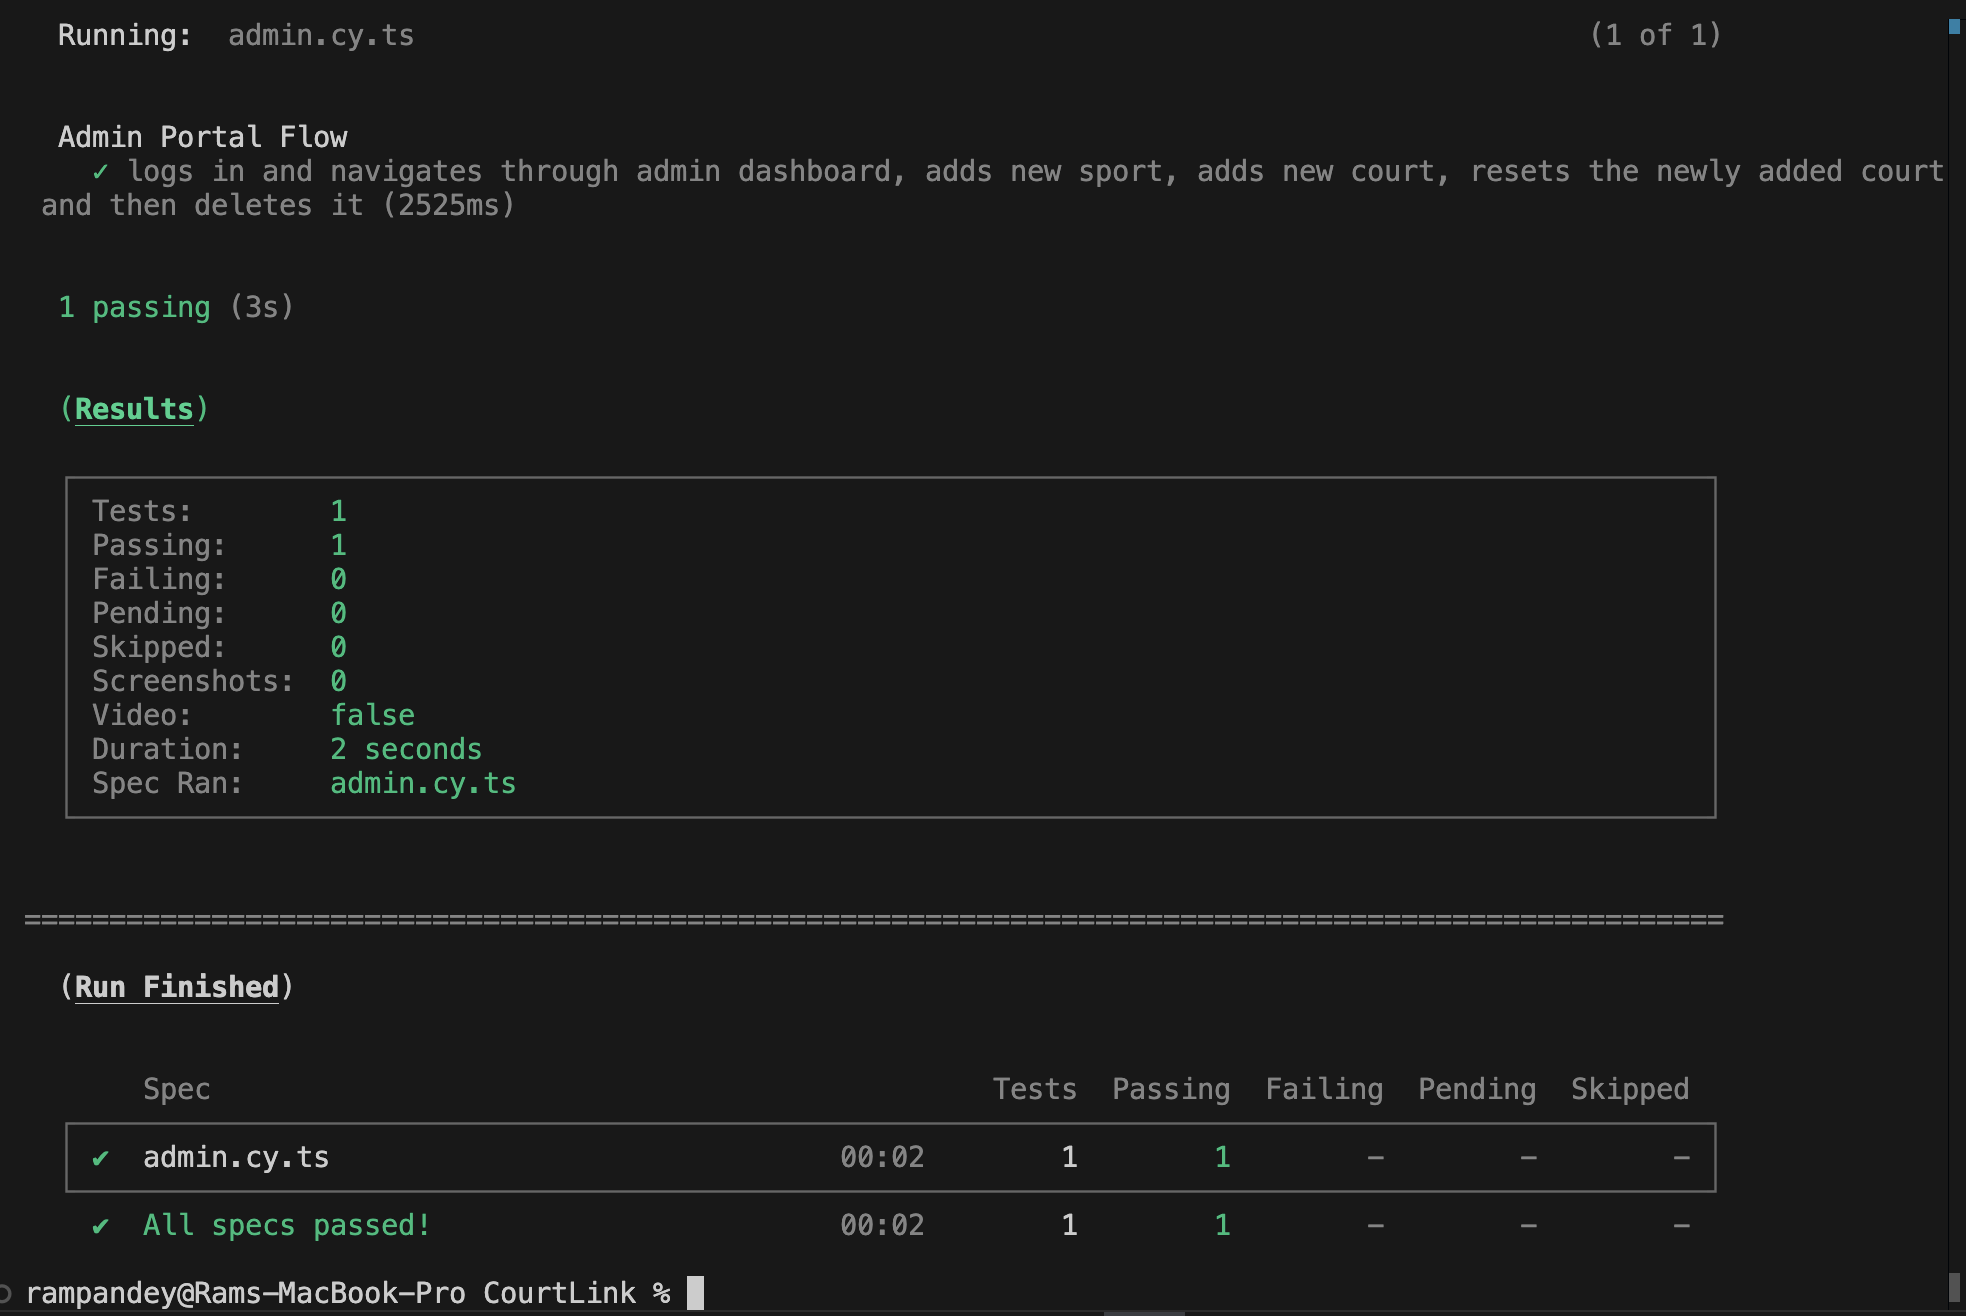 Running:  admin.cy.ts (1 of 1)
Admin Portal Flow
✓ logs in and navigates through admin dashboard, adds new sport, adds new court, resets the newly added court
and then deletes it (2525ms)
1 passing (3s)
(Results)
Tests: 1
Passing: 1
Failing: 0
Pending: 0
Skipped: 0
Screenshots: 0
Video: false
Duration: 2 seconds
Spec Ran: admin.cy.ts
====================================================================================================
(Run Finished)
Spec Tests Passing Failing Pending Skipped
✔ admin.cy.ts 00:02 1 1 - - -
✔ All specs passed! 00:02 1 1 - - -
rampandey@Rams-MacBook-Pro CourtLink %